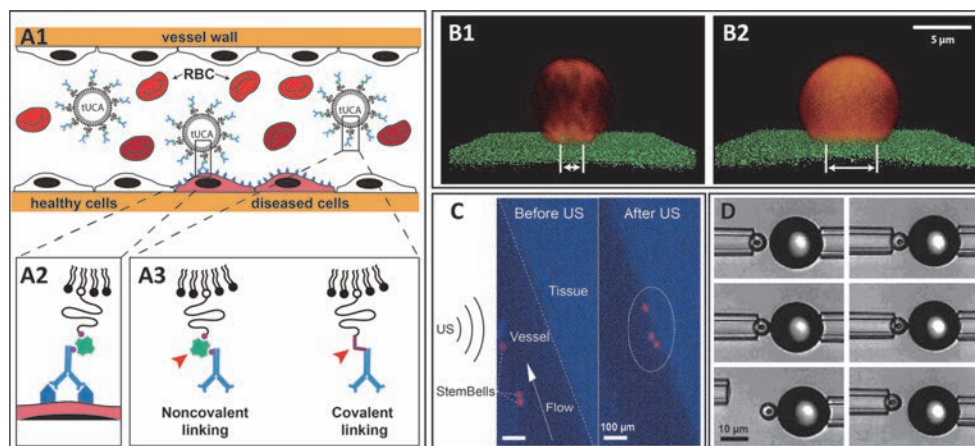 A1
vessel wall
RBC
tUCA
tUCA
tUCA
healthy cells
diseased cells
A2
A3
Noncovalent
linking
Covalent
linking
B1
B2
5 µm
C
Before US
After US
Tissue
US
Vessel
StemBells
Flow
100 µm
D
10 µm